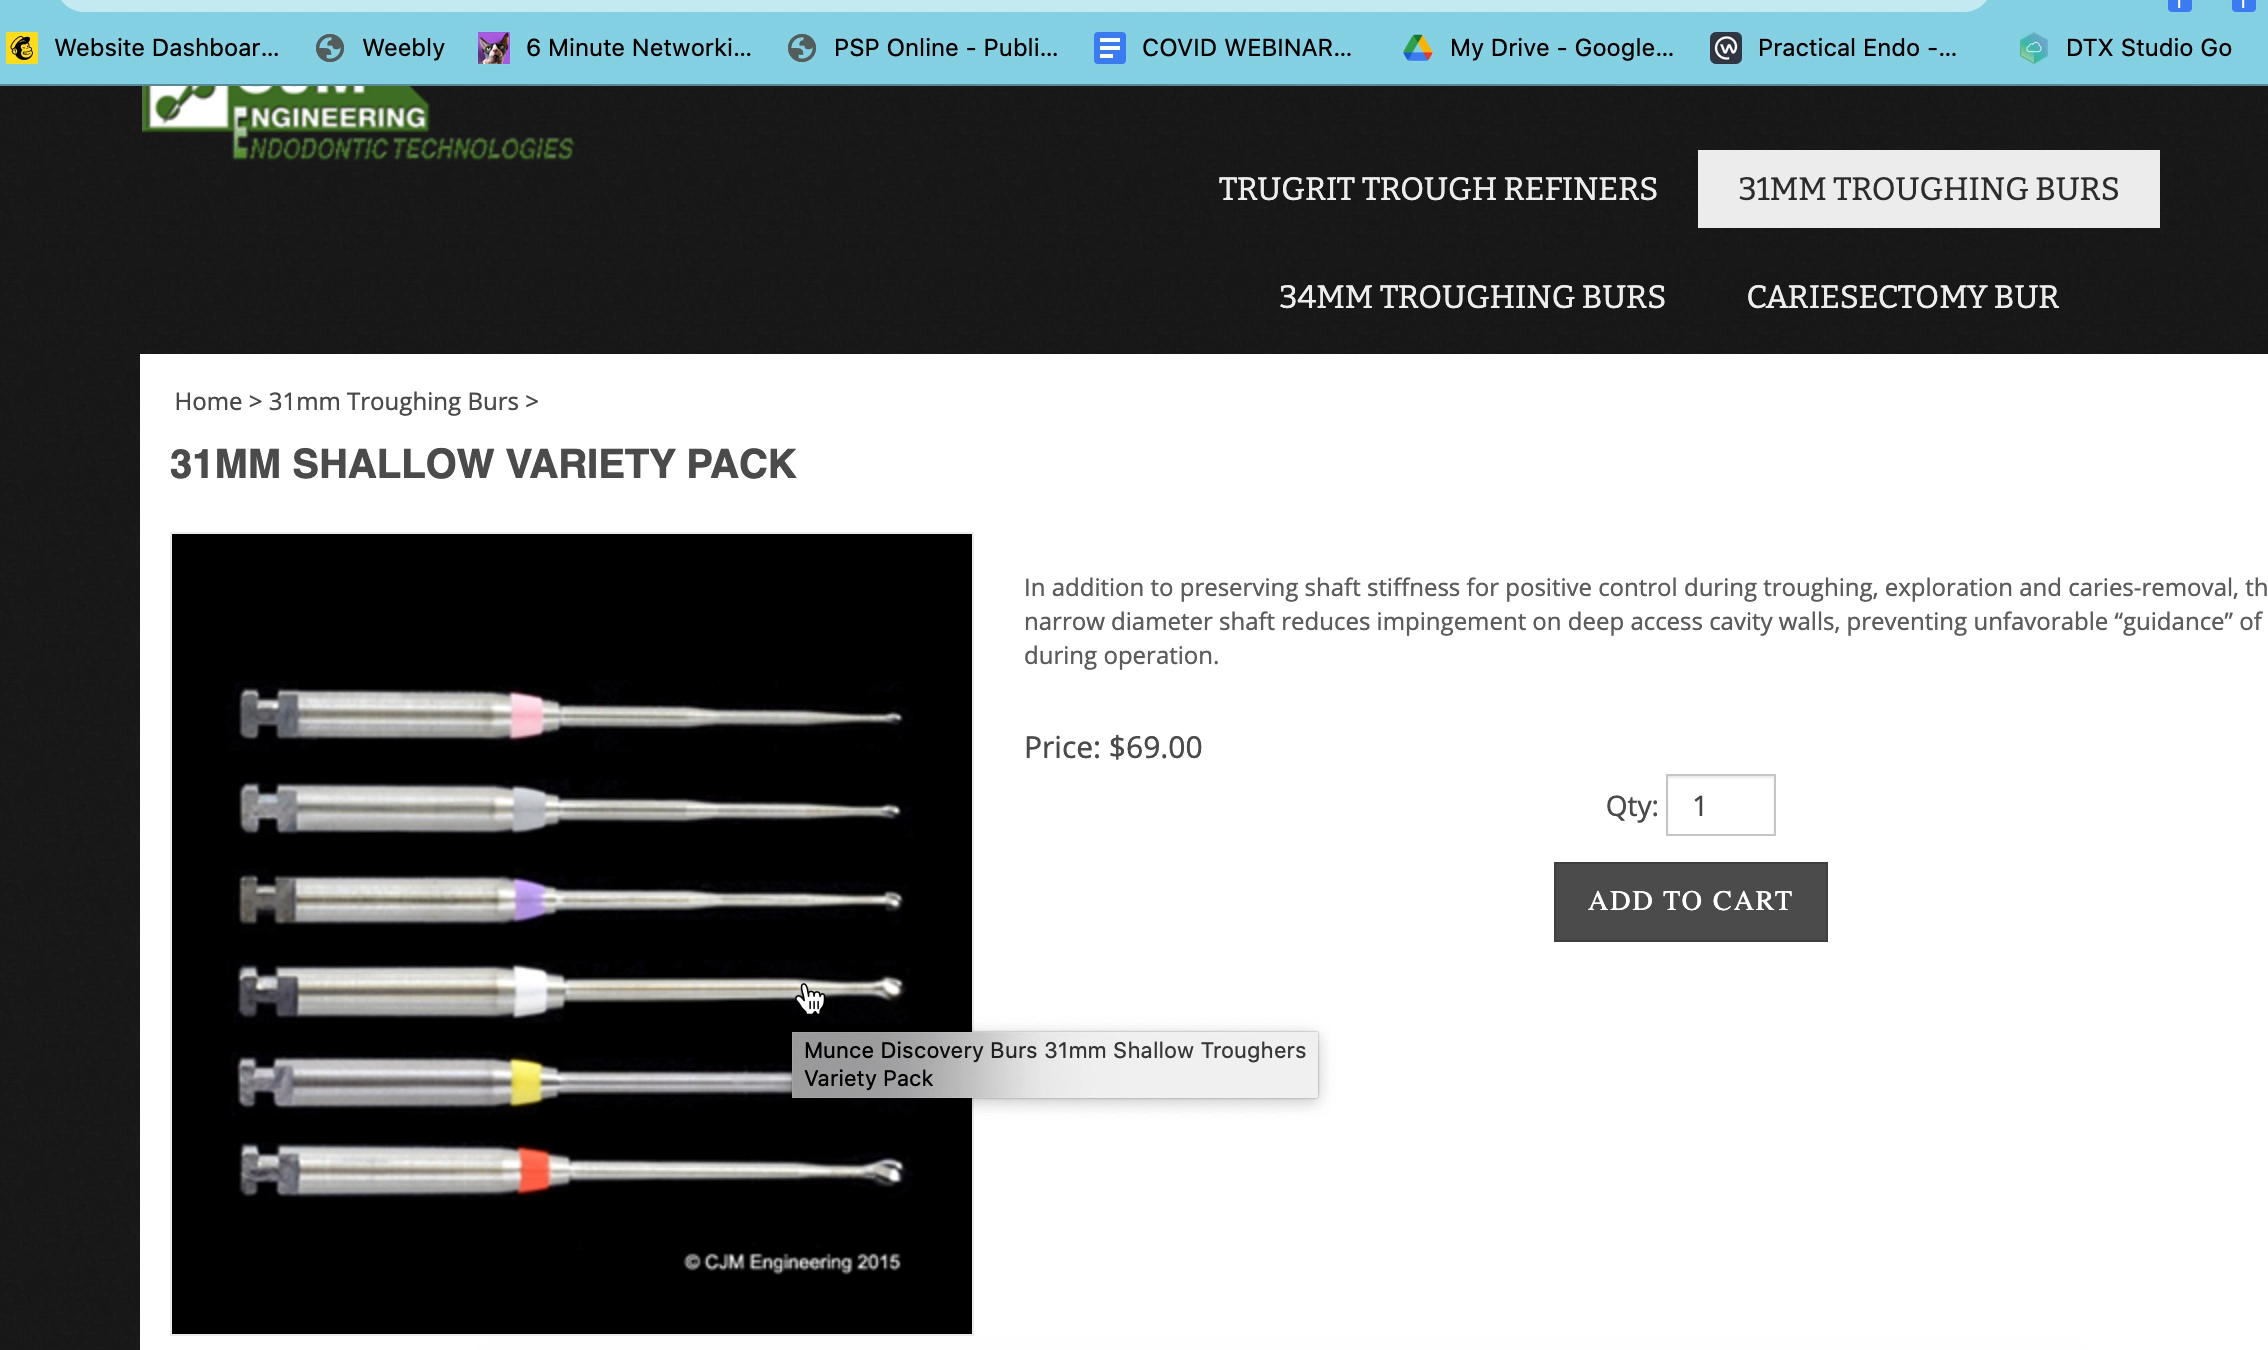 Website Dashboar...
Weebly
6 Minute Networki...
PSP Online - Publi...
COVID WEBINAR...
My Drive - Google...
Practical Endo -...
DTX Studio Go
ENGINEERING
ENDODONTIC TECHNOLOGIES
TRUGRIT TROUGH REFINERS
31MM TROUGHING BURS
34MM TROUGHING BURS
CARIESECTOMY BUR
Home > 31mm Troughing Burs >
31MM SHALLOW VARIETY PACK
In addition to preserving shaft stiffness for positive control during troughing, exploration and caries-removal, th
narrow diameter shaft reduces impingement on deep access cavity walls, preventing unfavorable “guidance” of
during operation.
Price: $69.00
Qty: 1
ADD TO CART
Munce Discovery Burs 31mm Shallow Troughers
Variety Pack
© CJM Engineering 2015